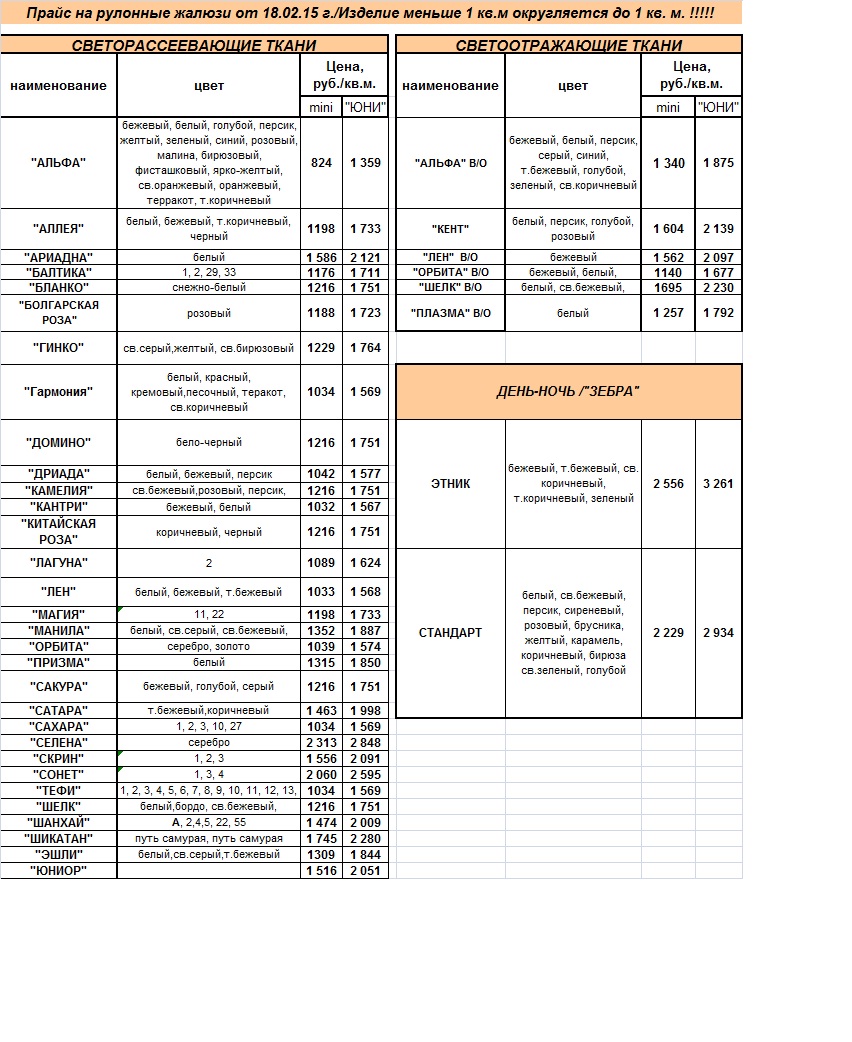 Прайс на рулонные жалюзи от 18.02.15 г./Изделие меньше 1 кв.м округляется до 1 кв. м. !!!!!
СВЕТОРАССЕЕВАЮЩИЕ ТКАНИ
наименование цвет Цена,
руб./кв.м.
mini "ЮНИ"
"АЛЬФА" бежевый, белый, голубой, персик,
желтый, зеленый, синий, розовый,
малина, бирюзовый,
фисташковый, ярко-желтый,
св.оранжевый, оранжевый,
терракот, т.коричневый 824 1 359
"АЛЛЕЯ" белый, бежевый, т.коричневый,
черный 1198 1 733
"АРИАДНА" белый 1 586 2 121
"БАЛТИКА" 1, 2, 29, 33 1176 1 711
"БЛАНКО" снежно-белый 1216 1 751
"БОЛГАРСКАЯ
РОЗА" розовый 1188 1 723
"ГИНКО" св.серый,желтый, св.бирюзовый 1229 1 764
"Гармония" белый, красный,
кремовый,песочный, теракот,
св.коричневый 1034 1 569
"ДОМИНО" бело-черный 1216 1 751
"ДРИАДА" белый, бежевый, персик 1042 1 577
"КАМЕЛИЯ" св.бежевый,розовый, персик, 1216 1 751
"КАНТРИ" бежевый, белый 1032 1 567
"КИТАЙСКАЯ
РОЗА" коричневый, черный 1216 1 751
"ЛАГУНА" 2 1089 1 624
"ЛЕН" белый, бежевый, т.бежевый 1033 1 568
"МАГИЯ" 11, 22 1198 1 733
"МАНИЛА" белый, св.серый, св.бежевый, 1352 1 887
"ОРБИТА" серебро, золото 1039 1 574
"ПРИЗМА" белый 1315 1 850
"САКУРА" бежевый, голубой, серый 1216 1 751
"САТАРА" т.бежевый,коричневый 1 463 1 998
"САХАРА" 1, 2, 3, 10, 27 1034 1 569
"СЕЛЕНА" серебро 2 313 2 848
"СКРИН" 1, 2, 3 1 556 2 091
"СОНЕТ" 1, 3, 4 2 060 2 595
"ТЕФИ" 1, 2, 3, 4, 5, 6, 7, 8, 9, 10, 11, 12, 13, 1034 1 569
"ШЕЛК" белый,бордо, св.бежевый, 1216 1 751
"ШАНХАЙ" А, 2,4,5, 22, 55 1 474 2 009
"ШИКАТАН" путь самурая, путь самурая 1 745 2 280
"ЭШЛИ" белый,св.серый,т.бежевый 1309 1 844
"ЮНИОР" 1 516 2 051
СВЕТООТРАЖАЮЩИЕ ТКАНИ
наименование цвет Цена,
руб./кв.м.
mini "ЮНИ"
"АЛЬФА" В/О бежевый, белый, персик,
серый, синий,
т.бежевый, голубой,
зеленый, св.коричневый 1 340 1 875
"КЕНТ" белый, персик, голубой,
розовый 1 604 2 139
"ЛЕН" В/О бежевый 1 562 2 097
"ОРБИТА" В/О бежевый, белый, 1140 1 677
"ШЕЛК" В/О белый, св.бежевый, 1695 2 230
"ПЛАЗМА" В/О белый 1 257 1 792
ДЕНЬ-НОЧЬ /"ЗЕБРА"
ЭТНИК бежевый, т.бежевый, св.
коричневый,
т.коричневый, зеленый 2 556 3 261
СТАНДАРТ белый, св.бежевый,
персик, сиреневый,
розовый, брусника,
желтый, карамель,
коричневый, бирюза
св.зеленый, голубой 2 229 2 934